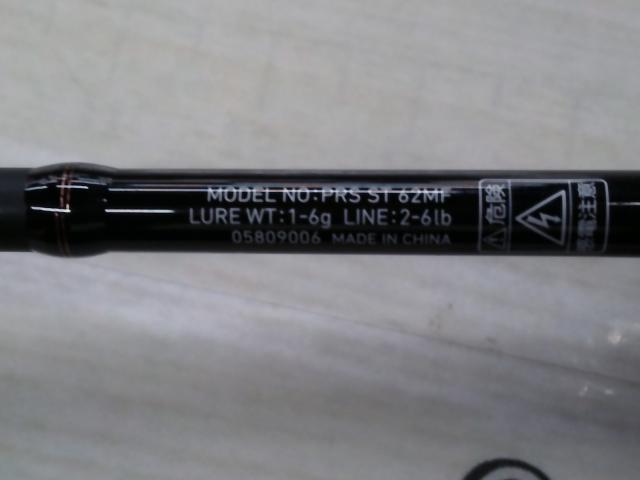 MODEL NO:PRS ST 62MF
LURE WT:1-6g LINE:2-6lb
05809006 MADE IN CHINA
危険
感電注意